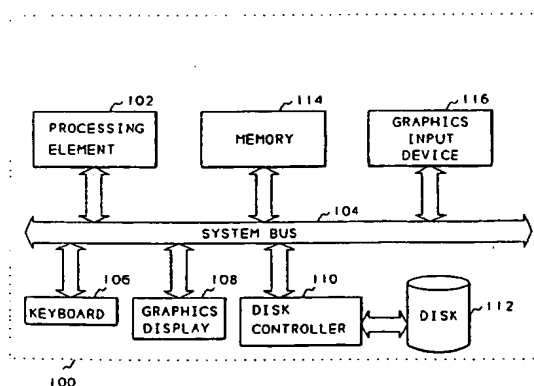 102
114
116
PROCESSING
ELEMENT
MEMORY
GRAPHICS
INPUT
DEVICE
104
SYSTEM BUS
106
108
110
KEYBOARD
GRAPHICS
DISPLAY
DISK
CONTROLLER
DISK
112
100